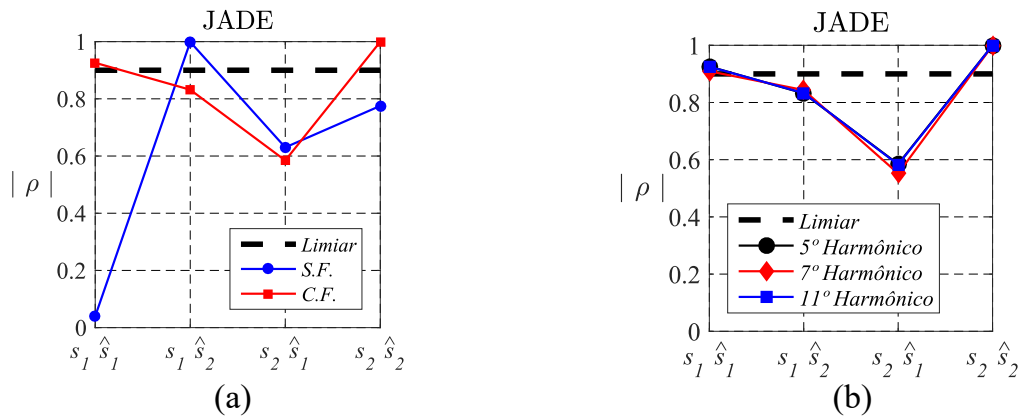 JADE
1
0.8
0.6
| ρ |
0.4
0.2
0
Limiar
S.F.
C.F.
s1 ŝ1
s1 ŝ2
s2 ŝ1
s2 ŝ2
(a)
JADE
1
0.8
0.6
| ρ |
0.4
0.2
0
Limiar
5º Harmônico
7º Harmônico
11º Harmônico
s1 ŝ1
s1 ŝ2
s2 ŝ1
s2 ŝ2
(b)